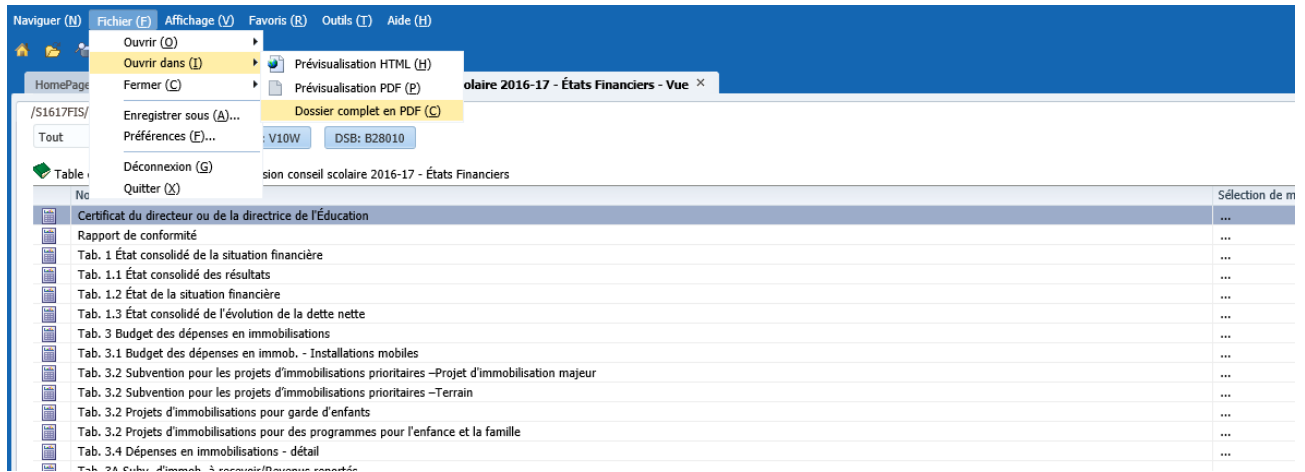 Naviguer (N) Fichier (F) Affichage (V) Favoris (R) Outils (T) Aide (H)
Ouvrir (O)
Ouvrir dans (I)
Fermer (C)
Enregistrer sous (A)...
Préférences (F)...
Déconnexion (G)
Quitter (X)
Prévisualisation HTML (H)
Prévisualisation PDF (P)
Dossier complet en PDF (C)
HomePage olaire 2016-17 - États Financiers - Vue ×
/S1617FIS/
Tout : V10W DSB: B28010
Table sion conseil scolaire 2016-17 - États Financiers
No Sélection de m
Certificat du directeur ou de la directrice de l'Éducation ...
Rapport de conformité ...
Tab. 1 État consolidé de la situation financière ...
Tab. 1.1 État consolidé des résultats ...
Tab. 1.2 État de la situation financière ...
Tab. 1.3 État consolidé de l'évolution de la dette nette ...
Tab. 3 Budget des dépenses en immobilisations ...
Tab. 3.1 Budget des dépenses en immob. - Installations mobiles ...
Tab. 3.2 Subvention pour les projets d'immobilisations prioritaires –Projet d'immobilisation majeur ...
Tab. 3.2 Subvention pour les projets d'immobilisations prioritaires –Terrain ...
Tab. 3.2 Projets d'immobilisations pour garde d'enfants ...
Tab. 3.2 Projets d'immobilisations pour des programmes pour l'enfance et la famille ...
Tab. 3.4 Dépenses en immobilisations - détail ...
Tab. 3A Subv. d'immob. à recevoir/Revenus reportés